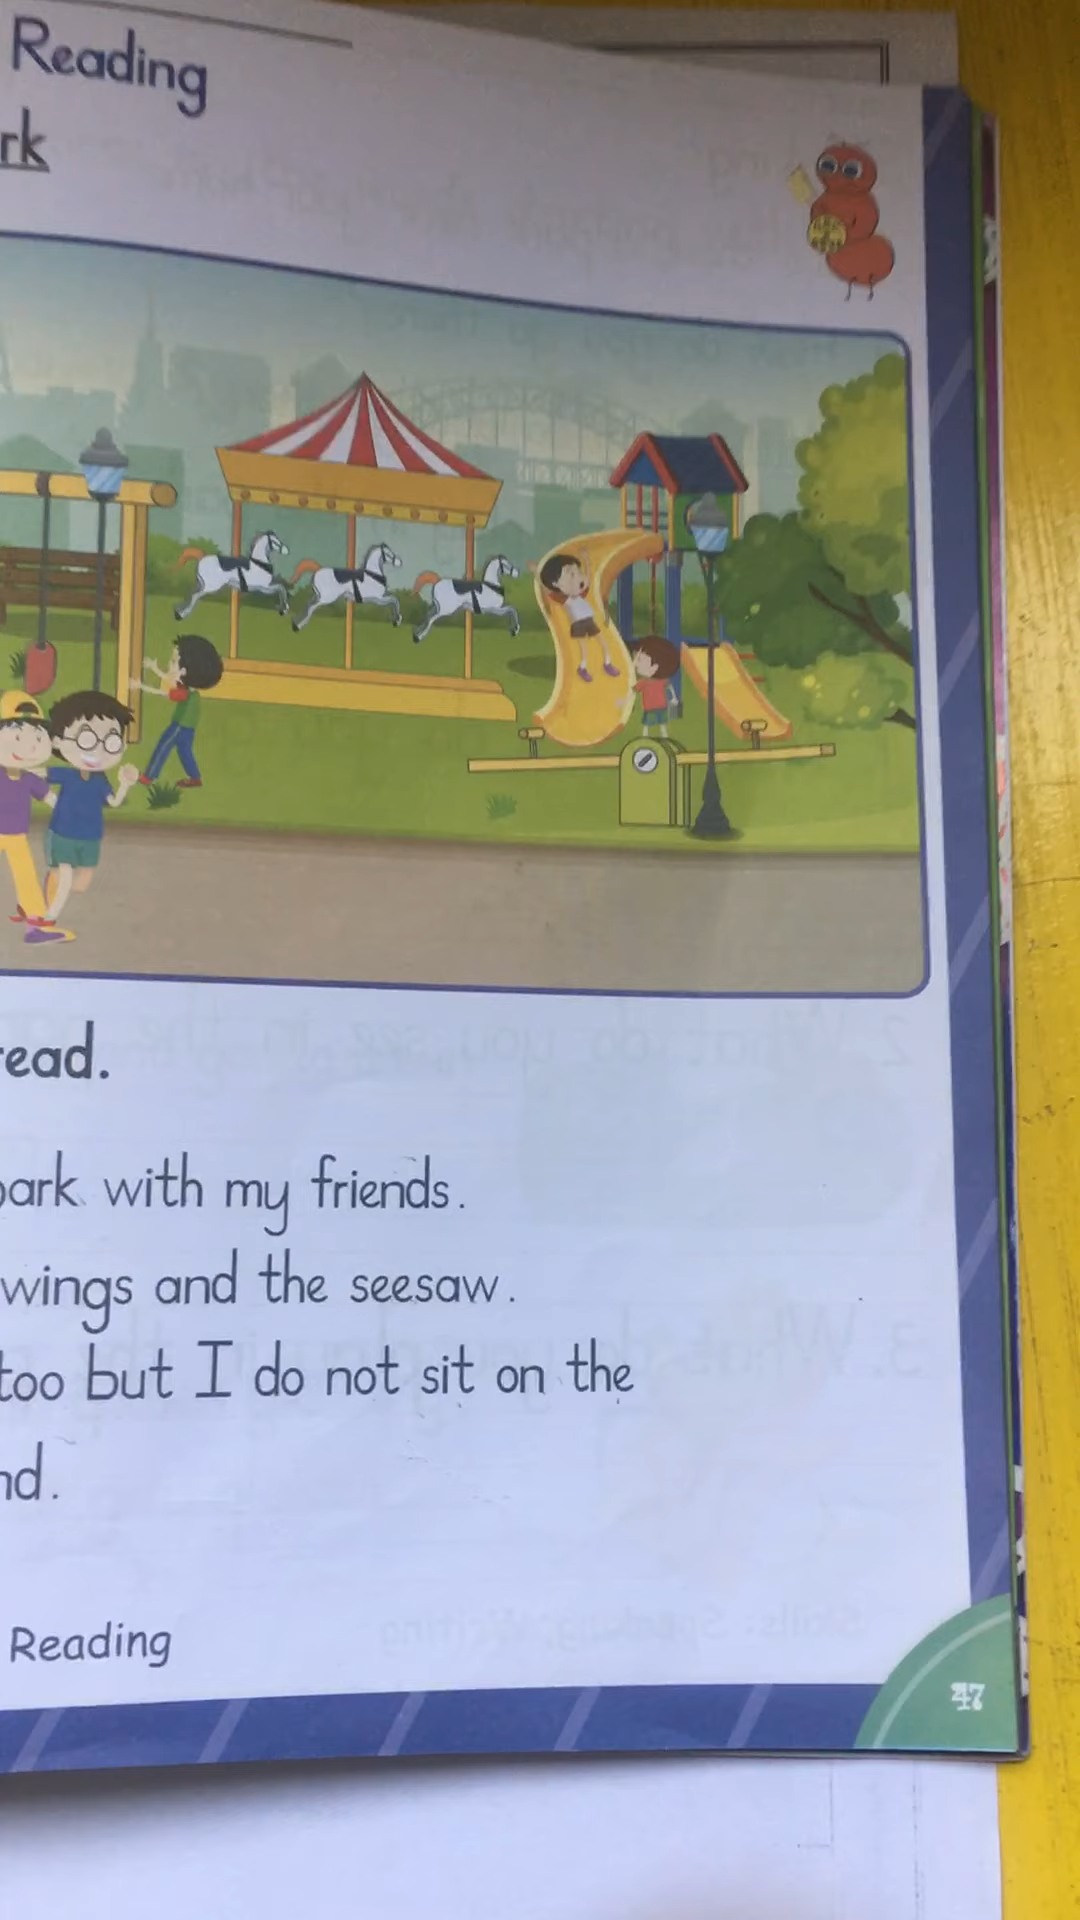 Reading
rk
ead.
park with my friends.
wings and the seesaw.
too but I do not sit on the
nd.
Reading
47